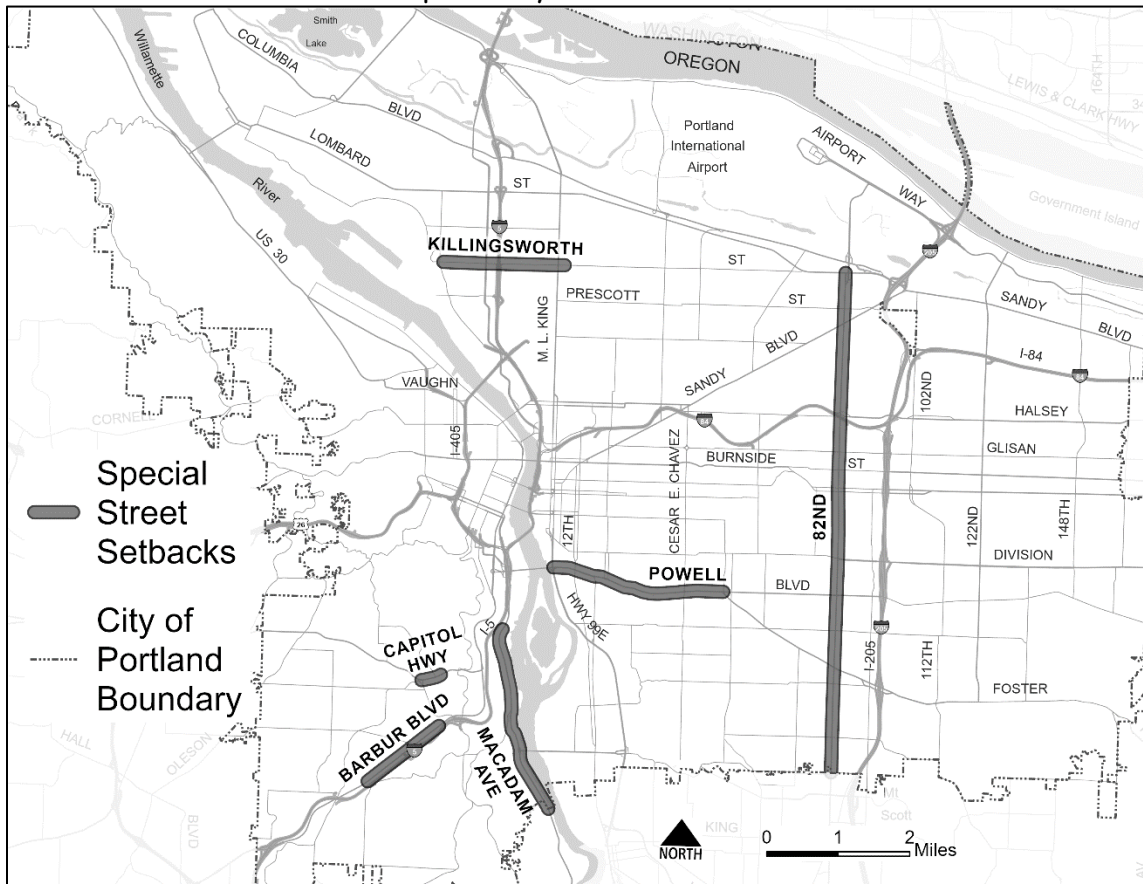 Smith
Lake
WASHINGTON
OREGON
LEWIS & CLARK HWY
164TH
Willamette
COLUMBIA
BLVD
LOMBARD
ST
Portland
International
Airport
AIRPORT
WAY
Government Island
River
US 30
5
KILLINGSWORTH
ST
PRESCOTT
ST
M. L. KING
SANDY
BLVD
SANDY
BLVD
I-84
VAUGHN
102ND
HALSEY
CORNELL
I-405
CESAR E. CHAVEZ
BURNSIDE
ST
GLISAN
Special
Street
Setbacks
26
12TH
82ND
122ND
148TH
DIVISION
POWELL
BLVD
City of
Portland
Boundary
HWY 99E
I-5
CAPITOL
HWY
I-205
112TH
FOSTER
BARBUR BLVD
5
MACADAM
AVE
HALL
OLESON
BLVD
Mt
Scott
KING
NORTH
0 1 2
Miles